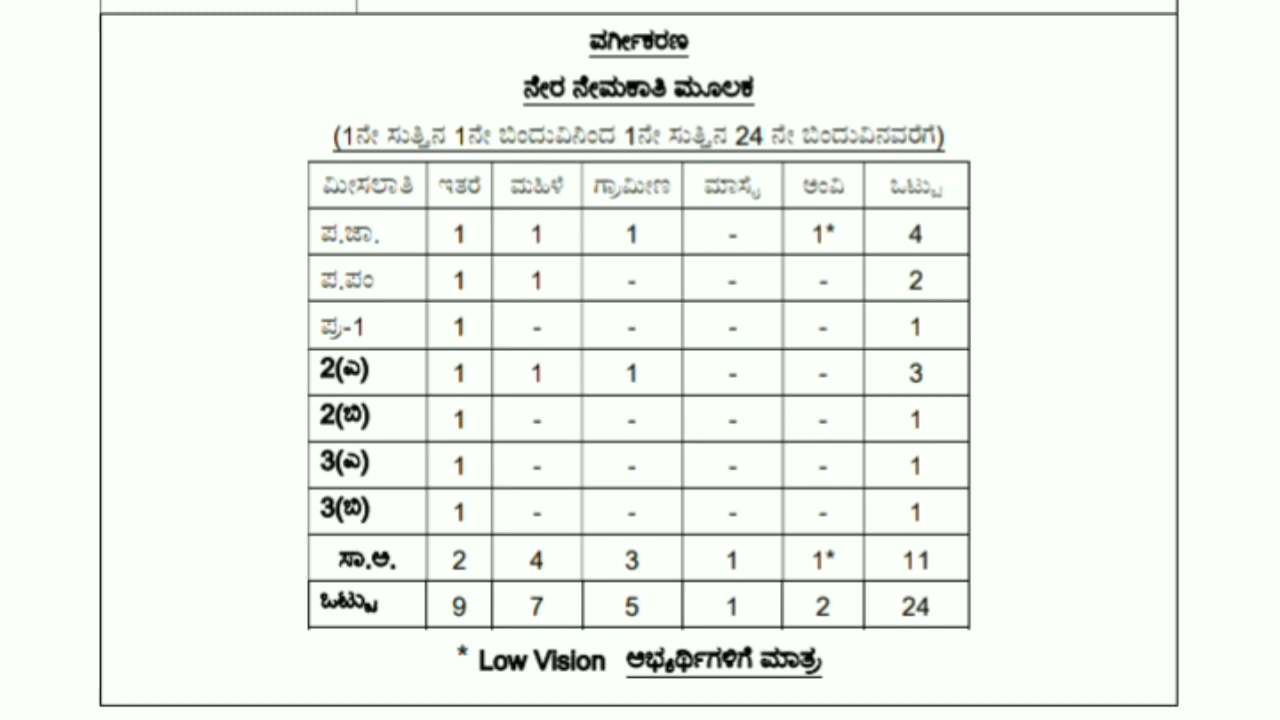 ವರ್ಗೀಕರಣ
ನೇರ ನೇಮಕಾತಿ ಮೂಲಕ
(1ನೇ ಸುತ್ತಿನ 1ನೇ ಬಿಂದುವಿನಿಂದ 1ನೇ ಸುತ್ತಿನ 24 ನೇ ಬಿಂದುವಿನವರೆಗೆ)
ಮೀಸಲಾತಿ ಇತರೆ ಮಹಿಳೆ ಗ್ರಾಮೀಣ ಮಾಸೈ ಅಂವಿ ಒಟ್ಟು
ಪ.ಜಾ. 1 1 1 - 1* 4
ಪ.ಪಂ 1 1 - - - 2
ಪ್ರ-1 1 - - - - 1
2(ಎ) 1 1 1 - - 3
2(ಬಿ) 1 - - - - 1
3(ಎ) 1 - - - - 1
3(ಬಿ) 1 - - - - 1
ಸಾ.ಅ. 2 4 3 1 1* 11
ಒಟ್ಟು 9 7 5 1 2 24
* Low Vision ಅಭ್ಯರ್ಥಿಗಳಿಗೆ ಮಾತ್ರ